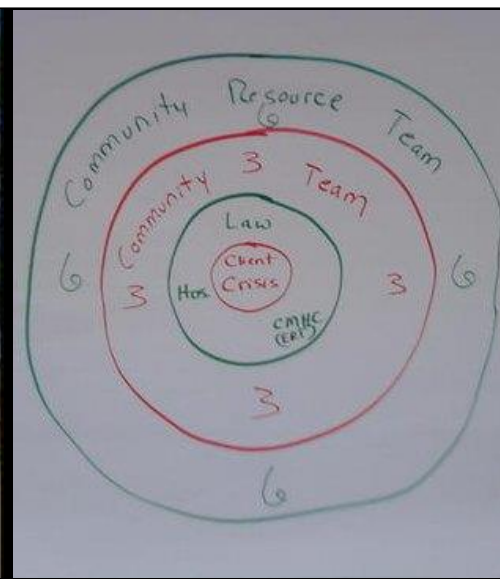 Community Resource Team
6
Community Team
3
Law
Client
Crisis
Hos.
CMHC
(ERT)
3
3
6
6
3
6